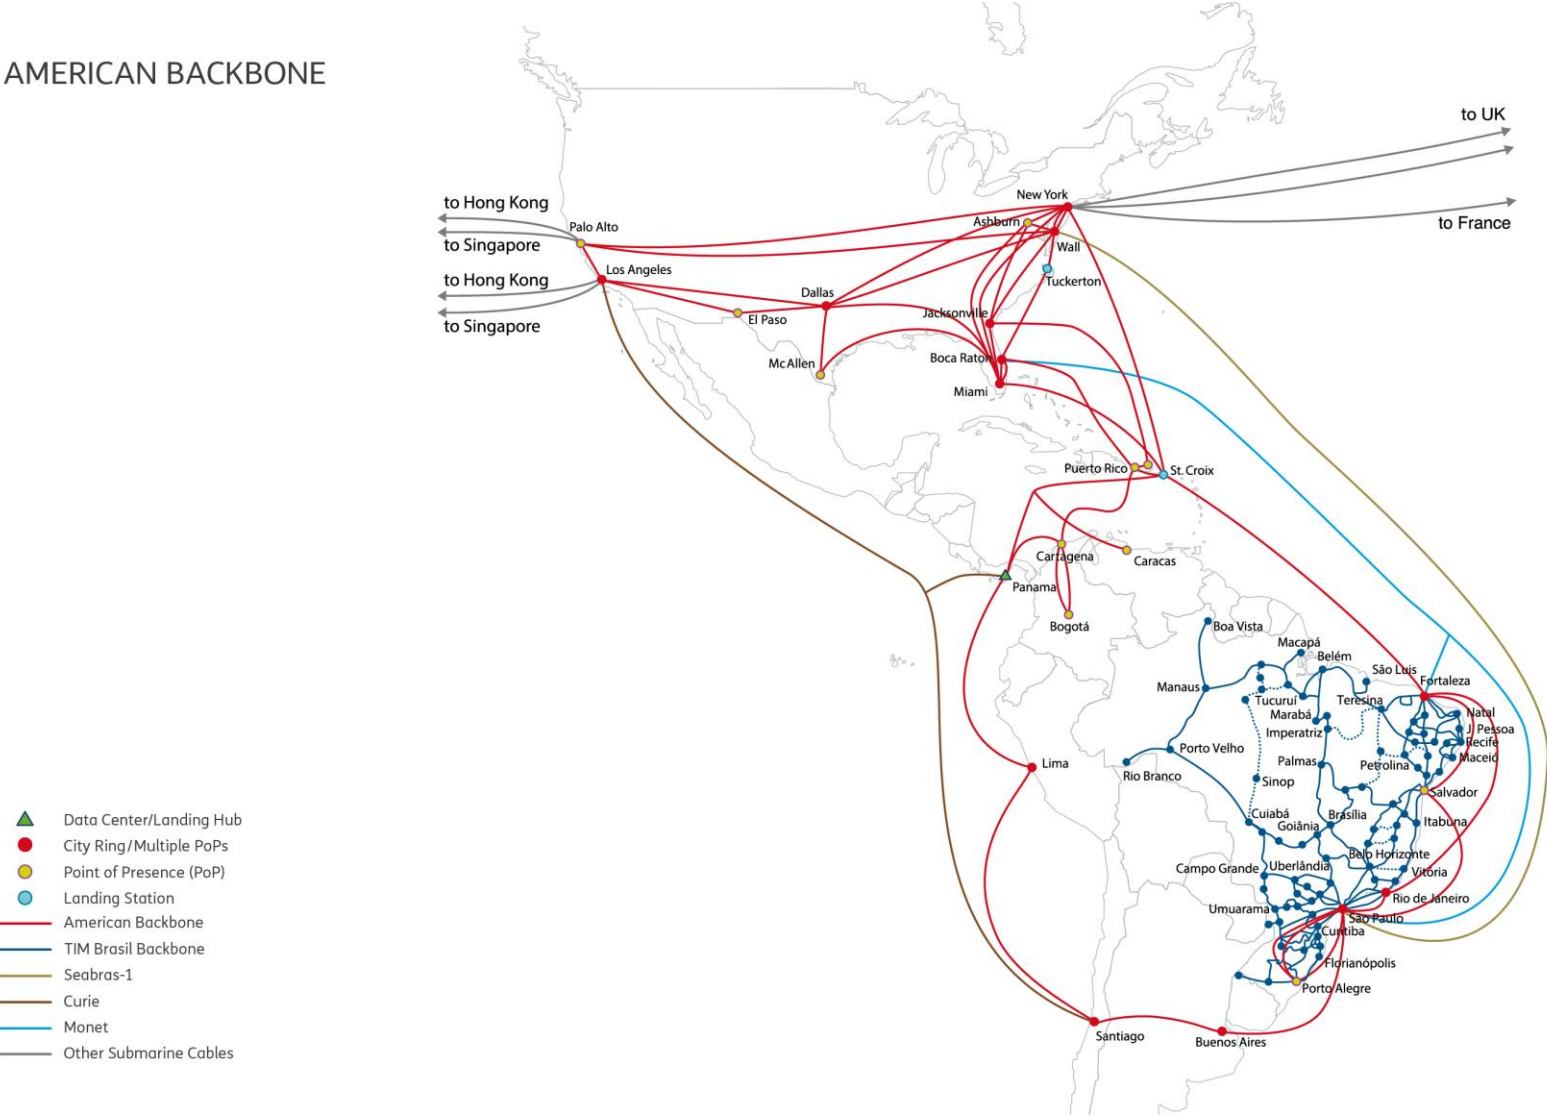 AMERICAN BACKBONE
to UK
to France
to Hong Kong
to Singapore
to Hong Kong
to Singapore
New York
Ashburn
Wall
Tuckerton
Palo Alto
Los Angeles
Dallas
El Paso
Mc Allen
Jacksonville
Boca Raton
Miami
Puerto Rico
St. Croix
Cartagena
Caracas
Panama
Bogotá
Boa Vista
Macapá
Belém
São Luis
Fortaleza
Manaus
Tucuruí
Teresina
Natal
Marabá
J. Pessoa
Imperatriz
Recife
Porto Velho
Palmas
Petrolina
Maceió
Lima
Rio Branco
Sinop
Salvador
Cuiabá
Brasília
Itabuna
Goiânia
Belo Horizonte
Campo Grande
Uberlândia
Vitoria
Rio de Janeiro
Umuarama
São Paulo
Curitiba
Florianópolis
Porto Alegre
Santiago
Buenos Aires
Data Center/Landing Hub
City Ring/Multiple PoPs
Point of Presence (PoP)
Landing Station
American Backbone
TIM Brasil Backbone
Seabras-1
Curie
Monet
Other Submarine Cables